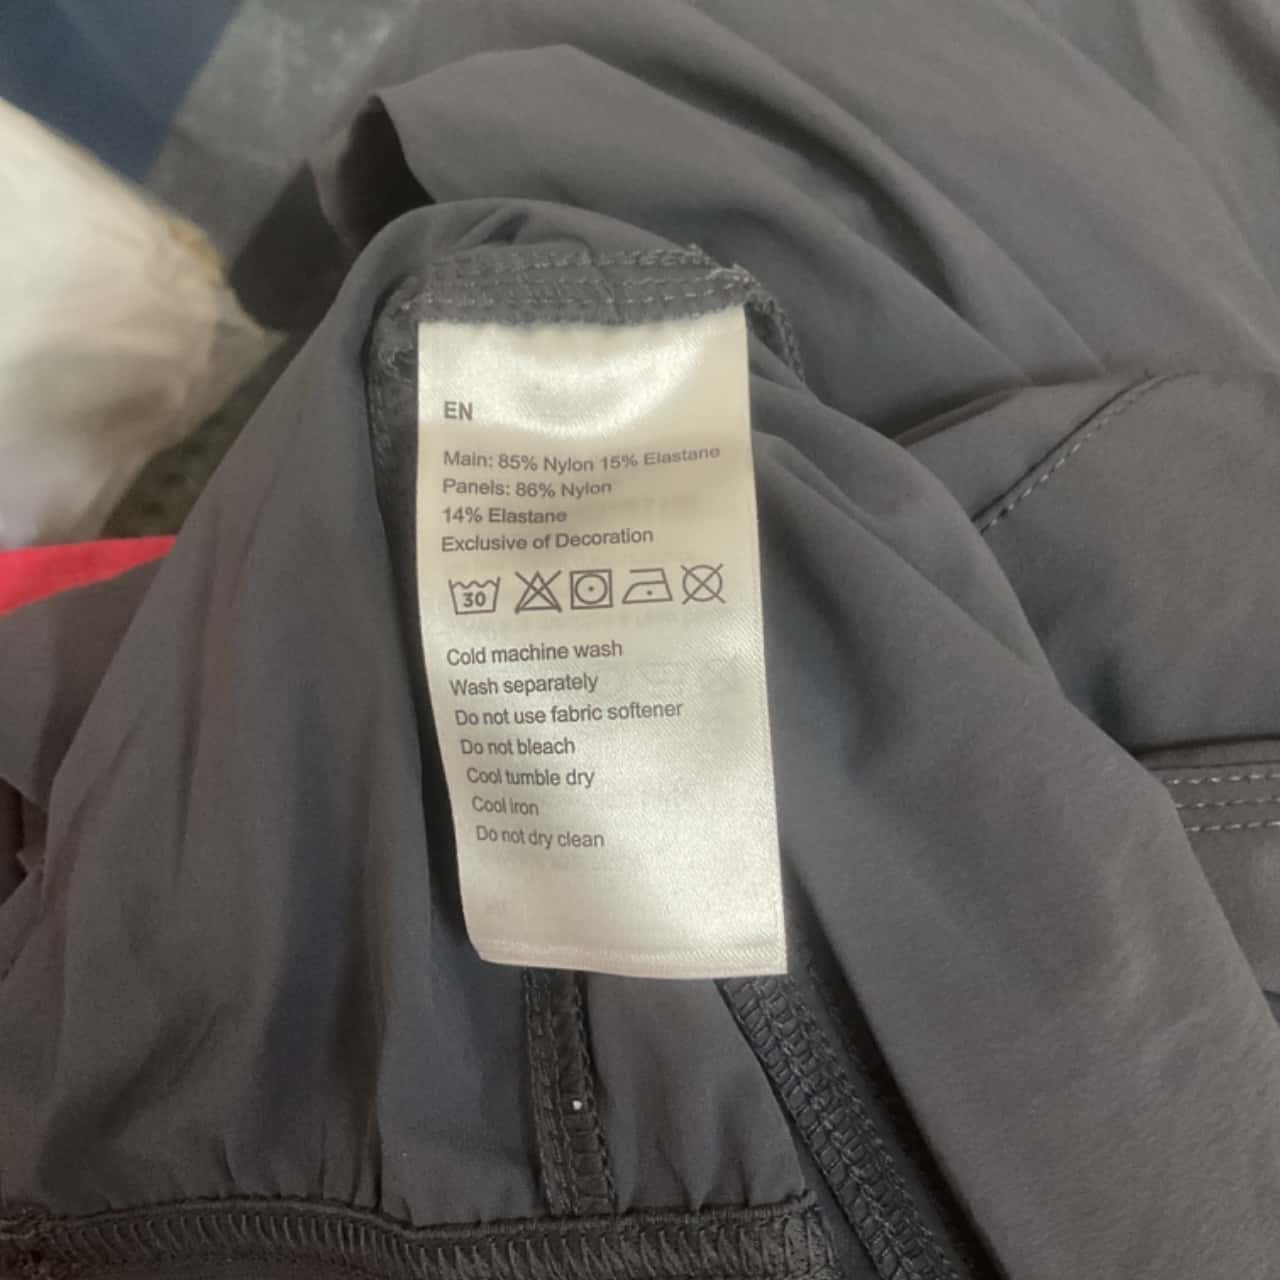 EN
Main: 85% Nylon 15% Elastane
Panels: 86% Nylon
14% Elastane
Exclusive of Decoration
30
Cold machine wash
Wash separately
Do not use fabric softener
Do not bleach
Cool tumble dry
Cool iron
Do not dry clean